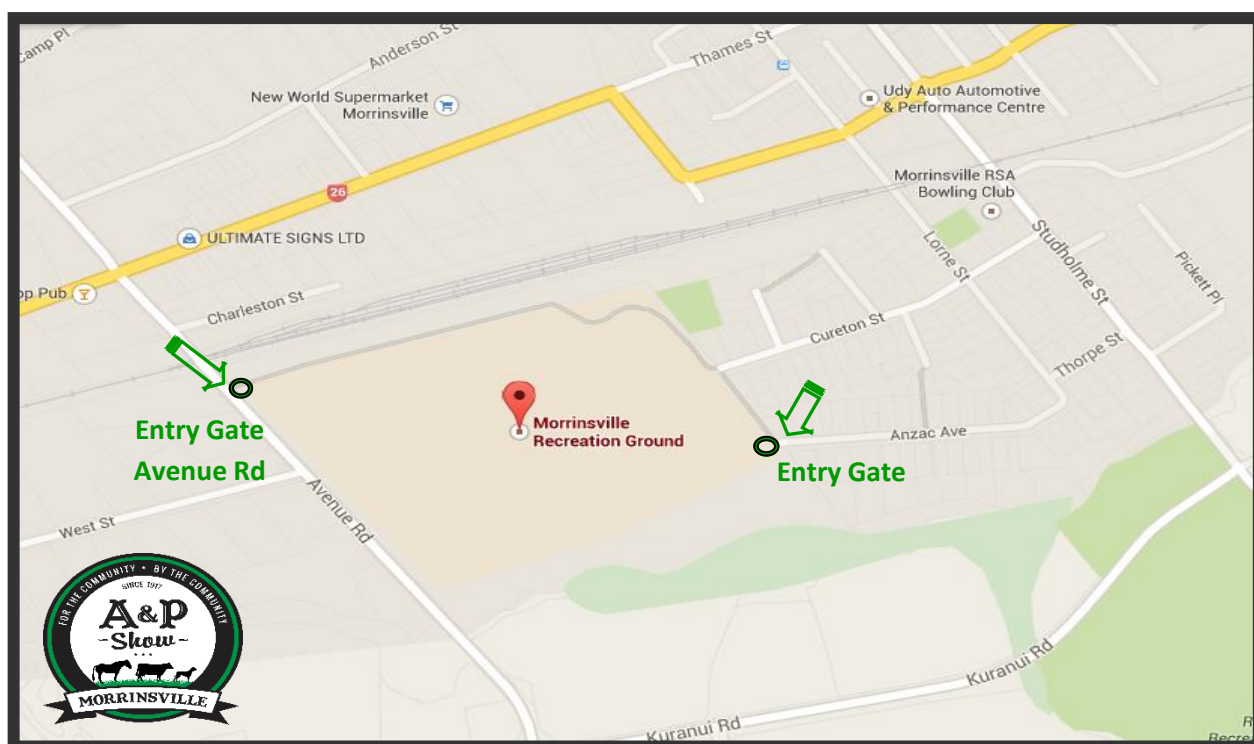 Camp Pl
Anderson St
Thames St
New World Supermarket
Morrinsville
Udy Auto Automotive
& Performance Centre
Morrinsville RSA
Bowling Club
26
ULTIMATE SIGNS LTD
Lorne St
Studholme St
Pickett Pl
op Pub
Charleston St
Cureton St
Thorpe St
Entry Gate
Avenue Rd
Morrinsville
Recreation Ground
Anzac Ave
Entry Gate
Avenue Rd
West St
FOR THE COMMUNITY • BY THE COMMUNITY
SINCE 1917
A&P
-Show-
MORRINSVILLE
Kuranui Rd
Kuranui Rd
R
Recre